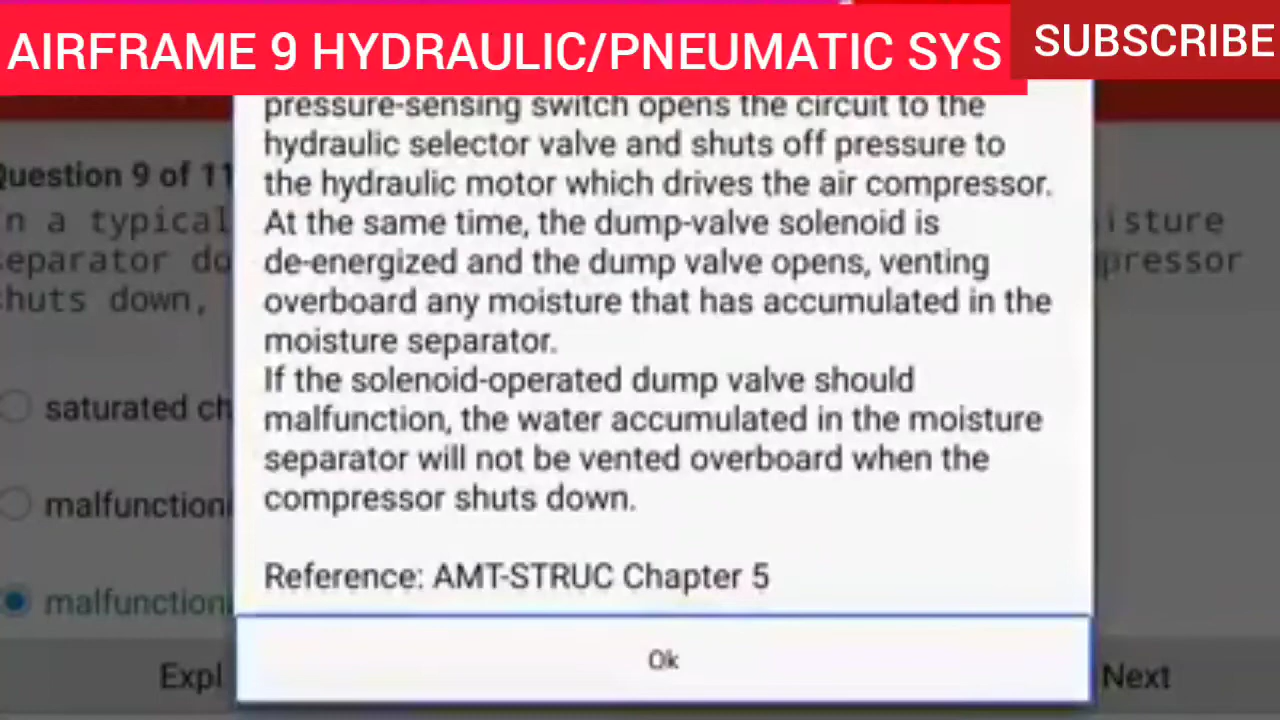 AIRFRAME 9 HYDRAULIC/PNEUMATIC SYS
SUBSCRIBE
pressure-sensing switch opens the circuit to the
hydraulic selector valve and shuts off pressure to
the hydraulic motor which drives the air compressor.
At the same time, the dump-valve solenoid is
de-energized and the dump valve opens, venting
overboard any moisture that has accumulated in the
moisture separator.
If the solenoid-operated dump valve should
malfunction, the water accumulated in the moisture
separator will not be vented overboard when the
compressor shuts down.
Reference: AMT-STRUC Chapter 5
Ok
Question 9 of 11
n a typical
isture
eparator do
pressor
huts down,
saturated ch
malfunction
malfunction
Expl
Next